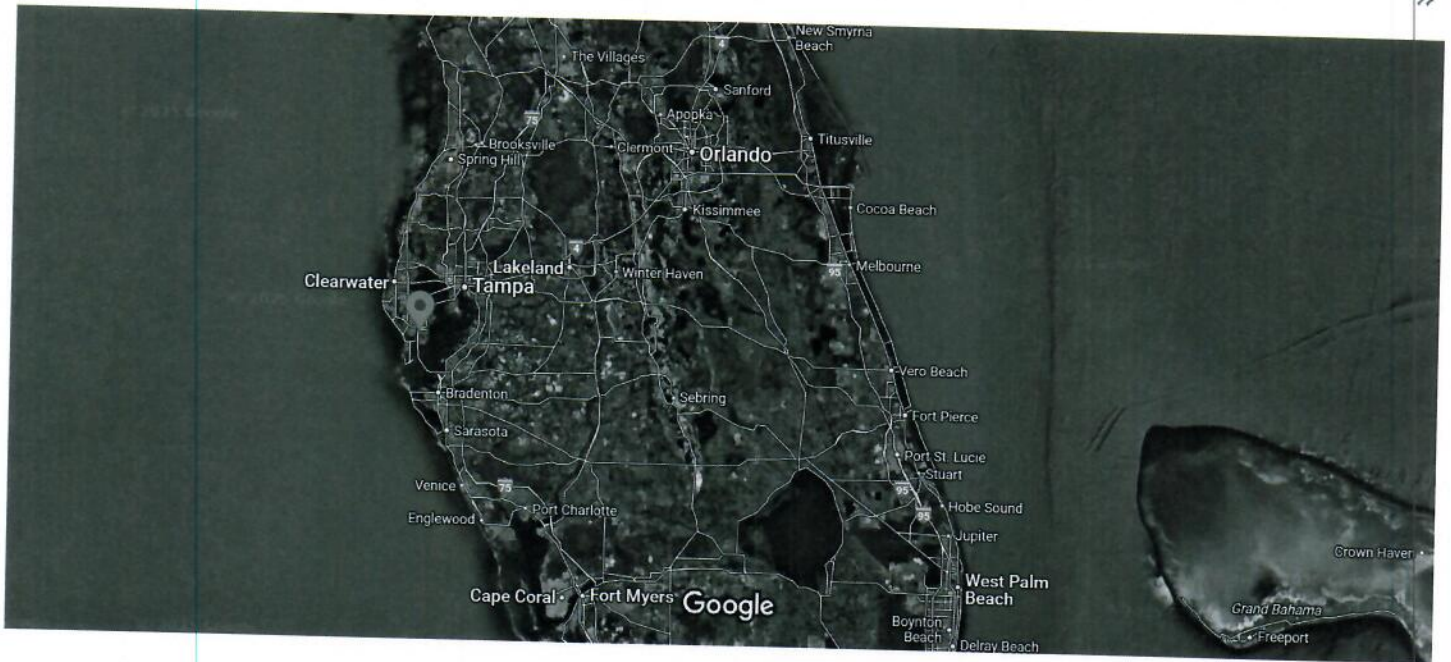 New Smyrna
Beach
4
The Villages
Sanford
Apopka
75
Titusville
Brooksville
Clermont
Orlando
Spring Hill
Kissimmee
Cocoa Beach
4
Lakeland
Winter Haven
Melbourne
95
Clearwater
Tampa
Vero Beach
Bradenton
Sebring
Fort Pierce
Sarasota
Port St. Lucie
Stuart
Venice
75
95
Port Charlotte
Hobe Sound
95
Englewood
Jupiter
Crown Haven
West Palm
Beach
Cape Coral
Fort Myers
Google
Grand Bahama
Boynton
Beach
Freeport
Delray Beach